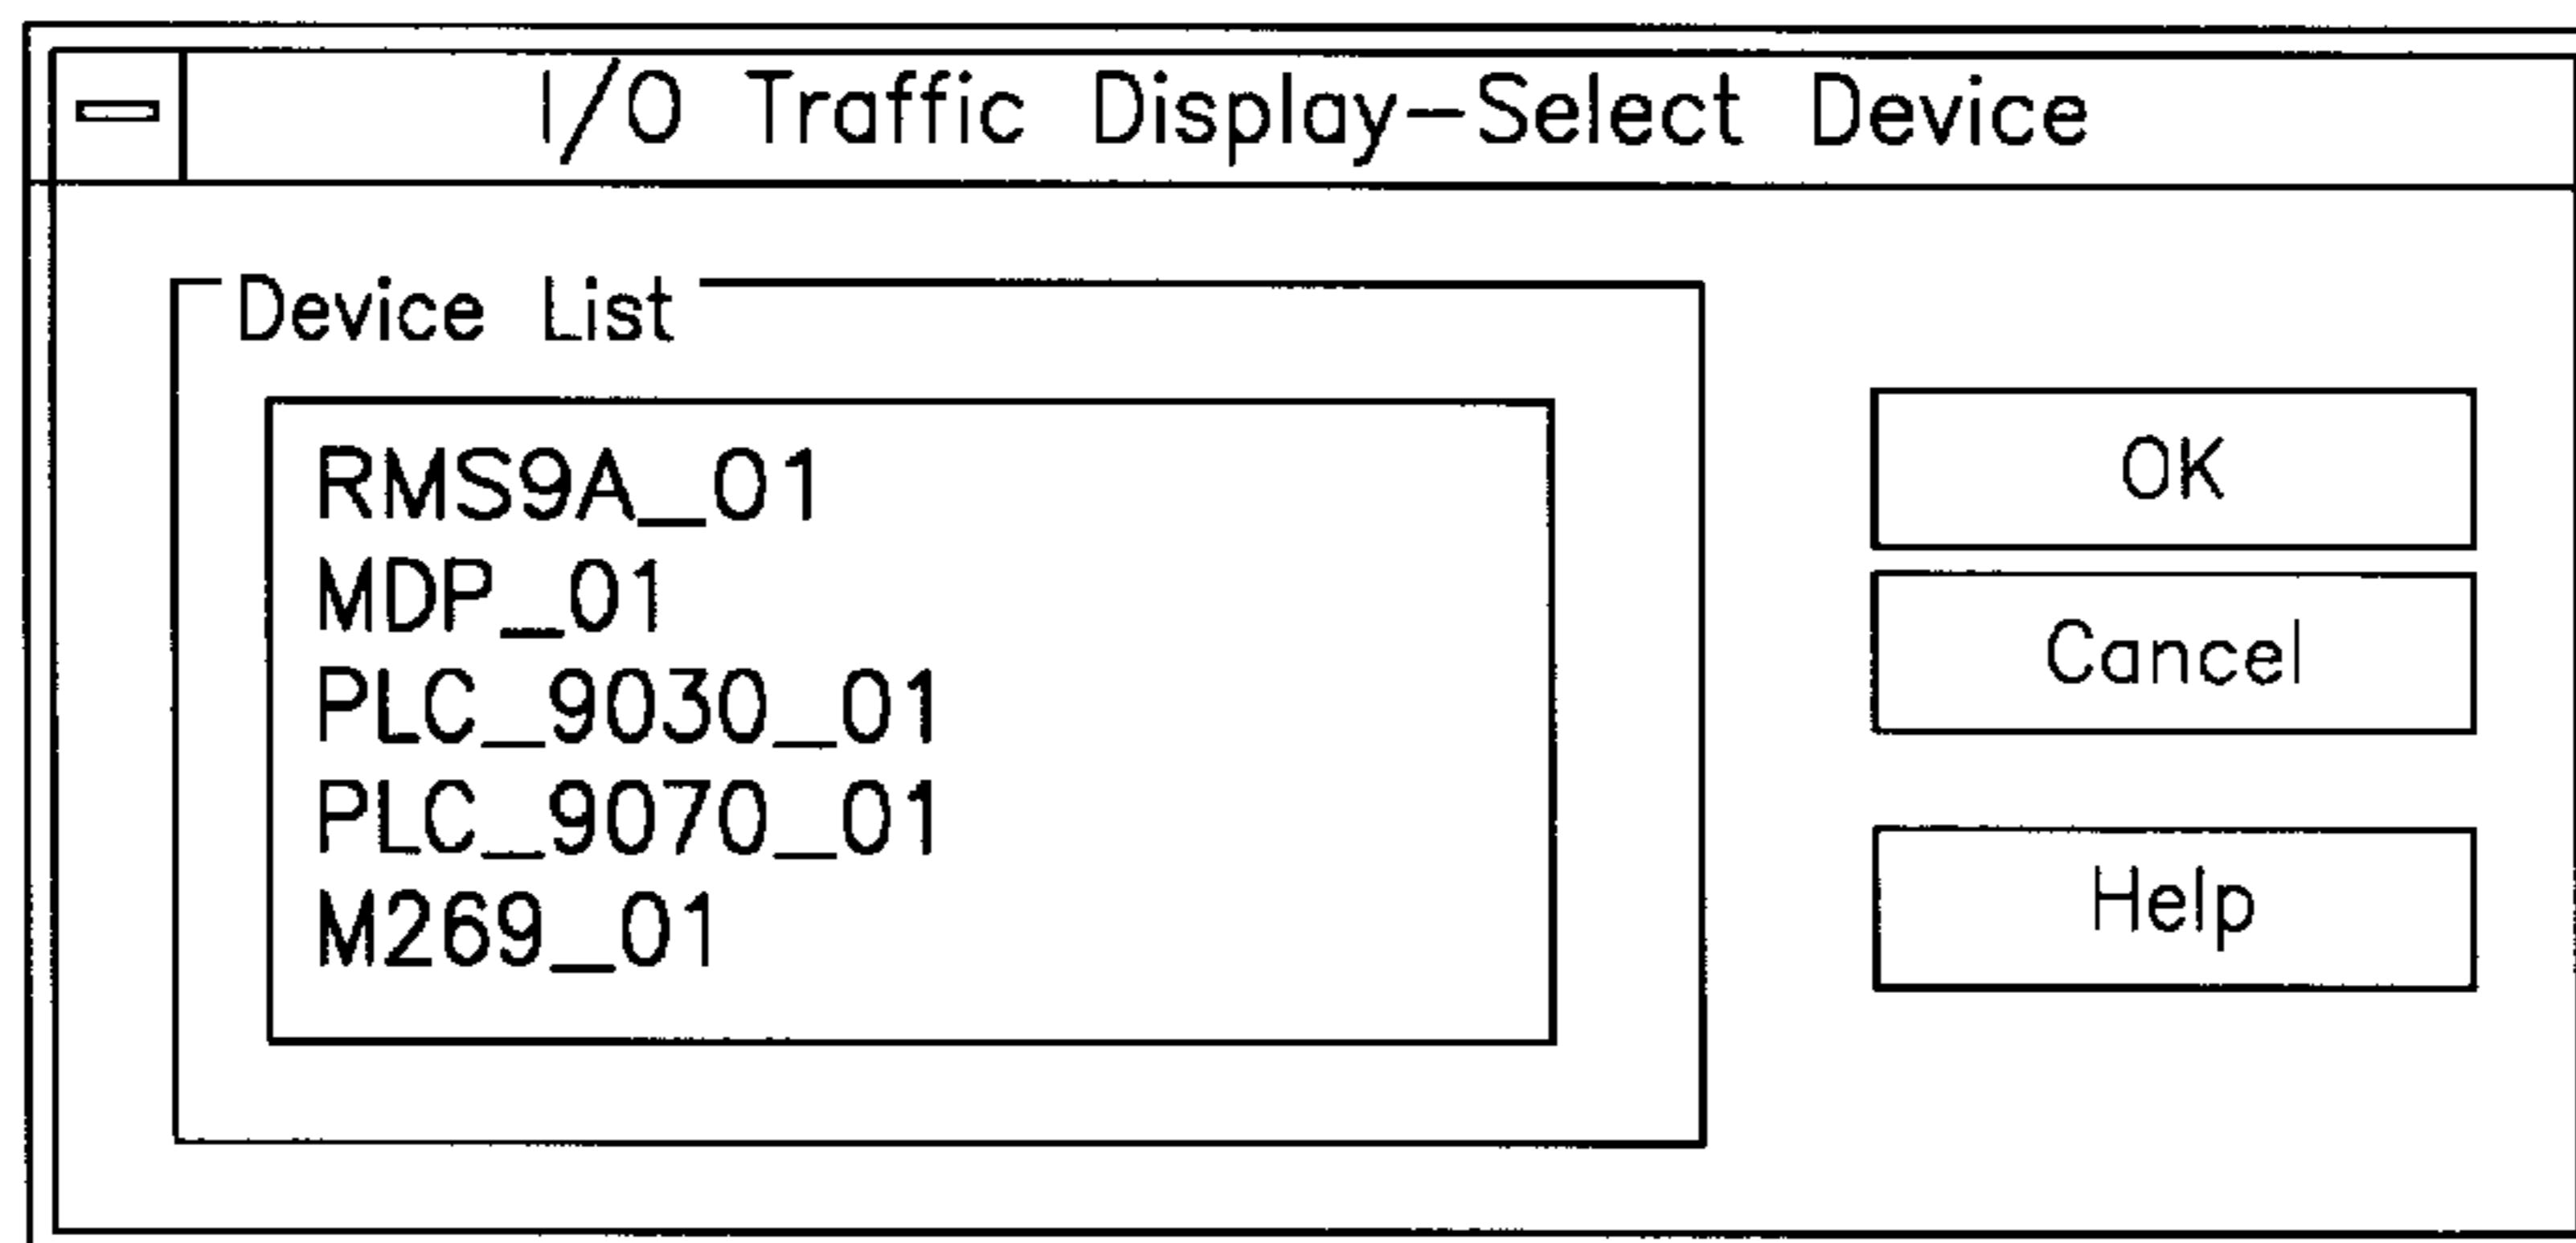 I/O Traffic Display-Select Device
Device List
RMS9A_01
MDP_01
PLC_9030_01
PLC_9070_01
M269_01
OK
Cancel
Help